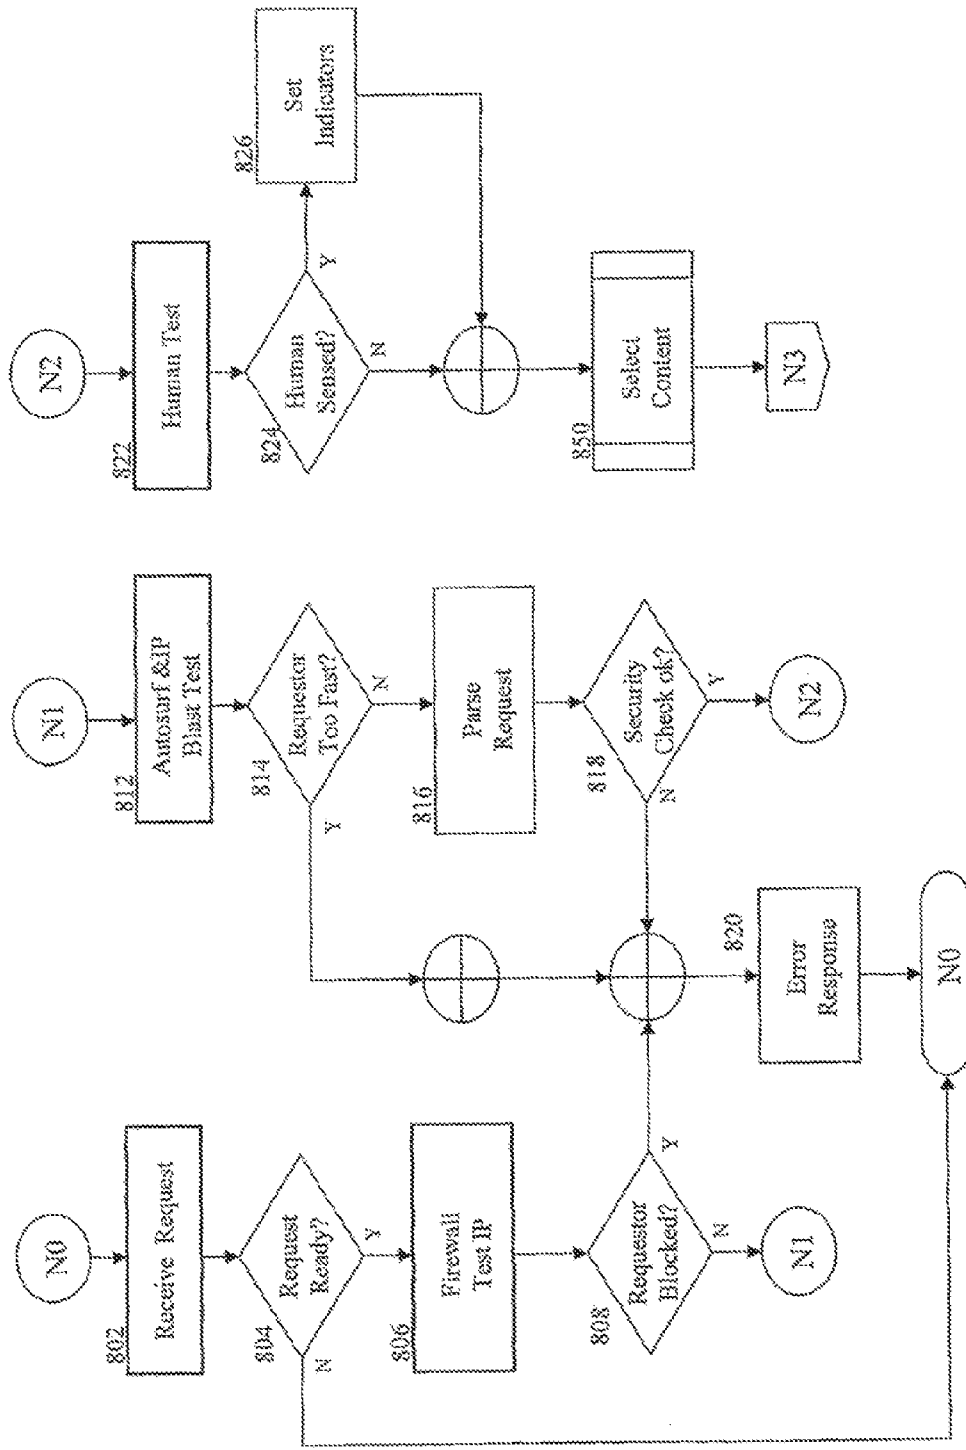 N0
802
Receive Request
804
Request
Ready?
N
Y
806
Firewall
Test IP
808
Requestor
Blocked?
Y
N
N1
N1
812
Autosurf &IP
Blast Test
814
Requestor
Too Fast?
Y
N
816
Parse
Request
818
Security
Check ok?
N
Y
N2
820
Error
Response
N0
N2
822
Human Test
824
Human
Sensed?
Y
N
826
Set
Indicators
850
Select
Content
N3